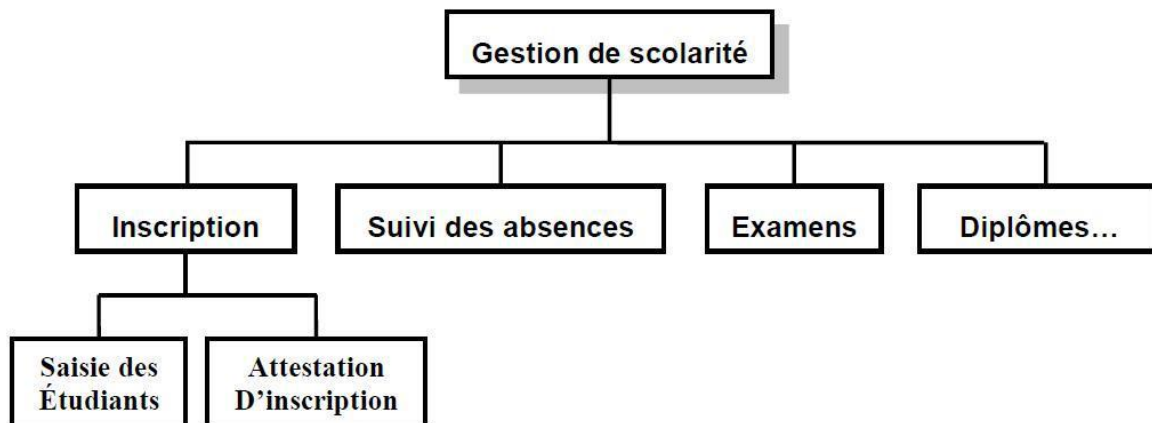 Gestion de scolarité
Inscription
Suivi des absences
Examens
Diplômes…
Saisie des
Étudiants
Attestation
D’inscription